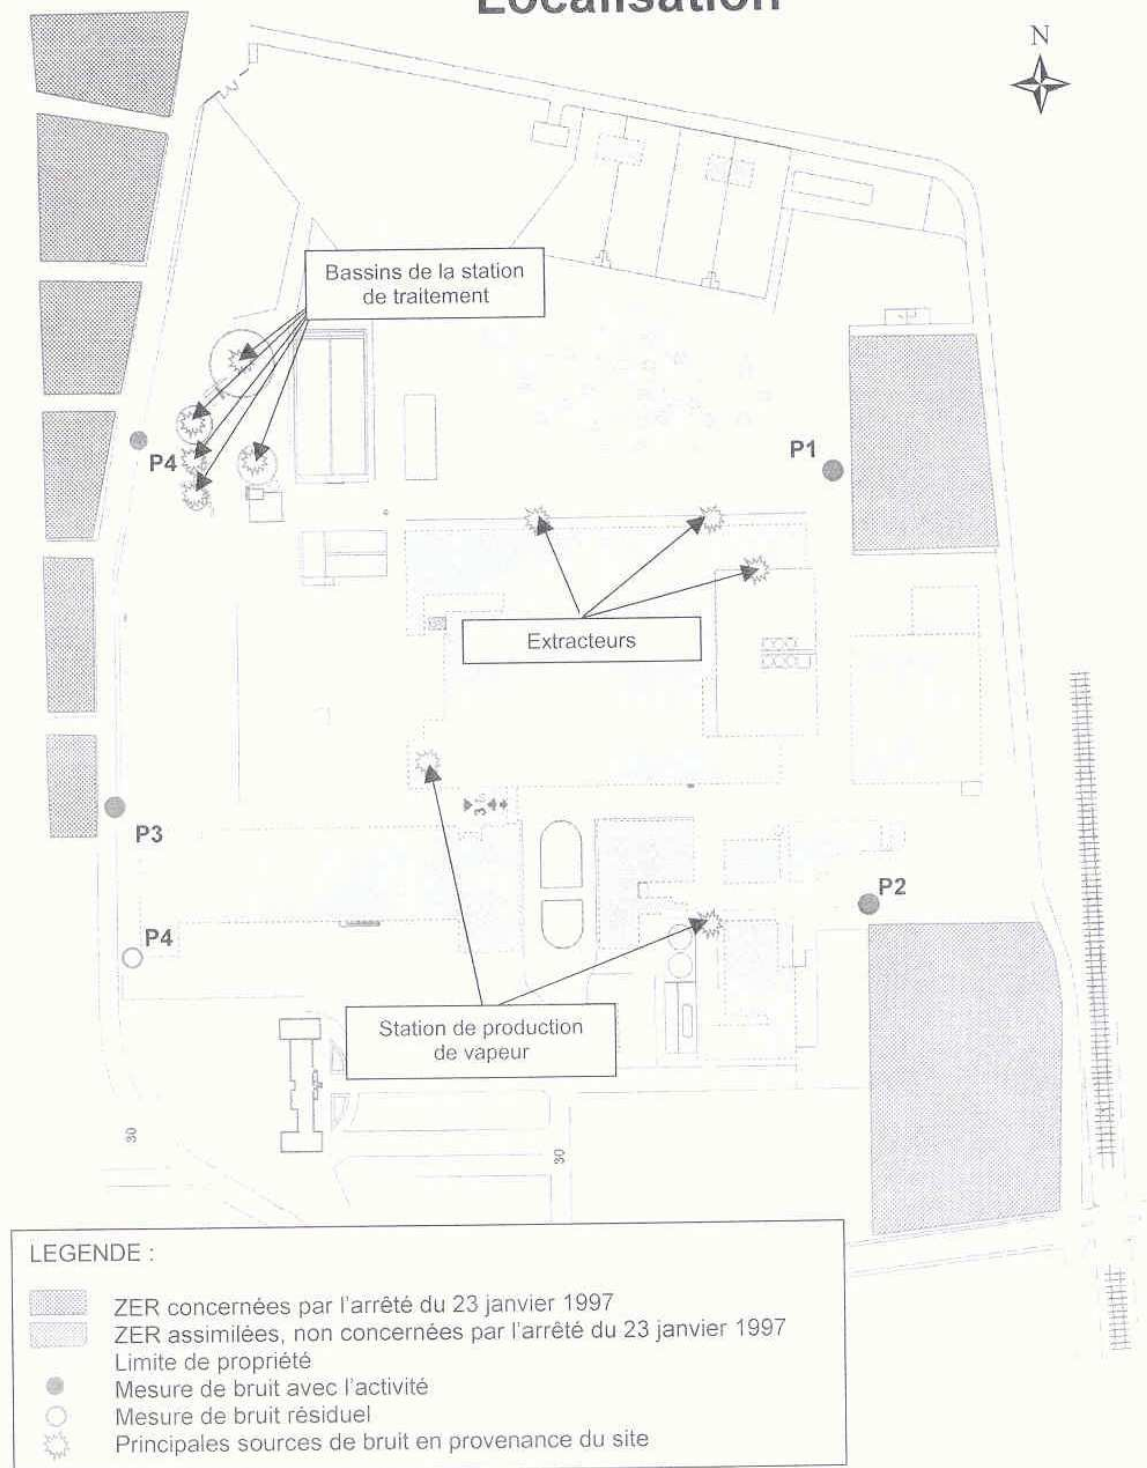 Localisation
N
Bassins de la station
de traitement
P4
P1
Extracteurs
P3
P2
P4
Station de production
de vapeur
30
30
LEGENDE :
ZER concernées par l'arrêté du 23 janvier 1997
ZER assimilées, non concernées par l'arrêté du 23 janvier 1997
Limite de propriété
Mesure de bruit avec l'activité
Mesure de bruit résiduel
Principales sources de bruit en provenance du site